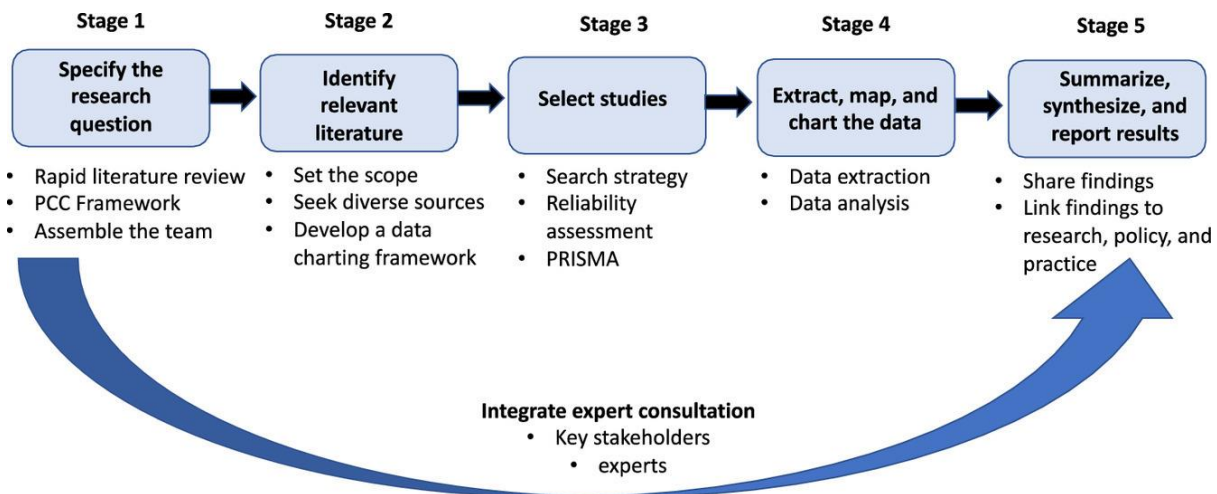 Stage 1
Stage 2
Stage 3
Stage 4
Stage 5
Specify the
research
question
Identify
relevant
literature
Select studies
Extract, map, and
chart the data
Summarize,
synthesize, and
report results
• Rapid literature review
• PCC Framework
• Assemble the team
• Set the scope
• Seek diverse sources
• Develop a data
charting framework
• Search strategy
• Reliability
assessment
• PRISMA
• Data extraction
• Data analysis
• Share findings
• Link findings to
research, policy, and
practice
Integrate expert consultation
• Key stakeholders
• experts